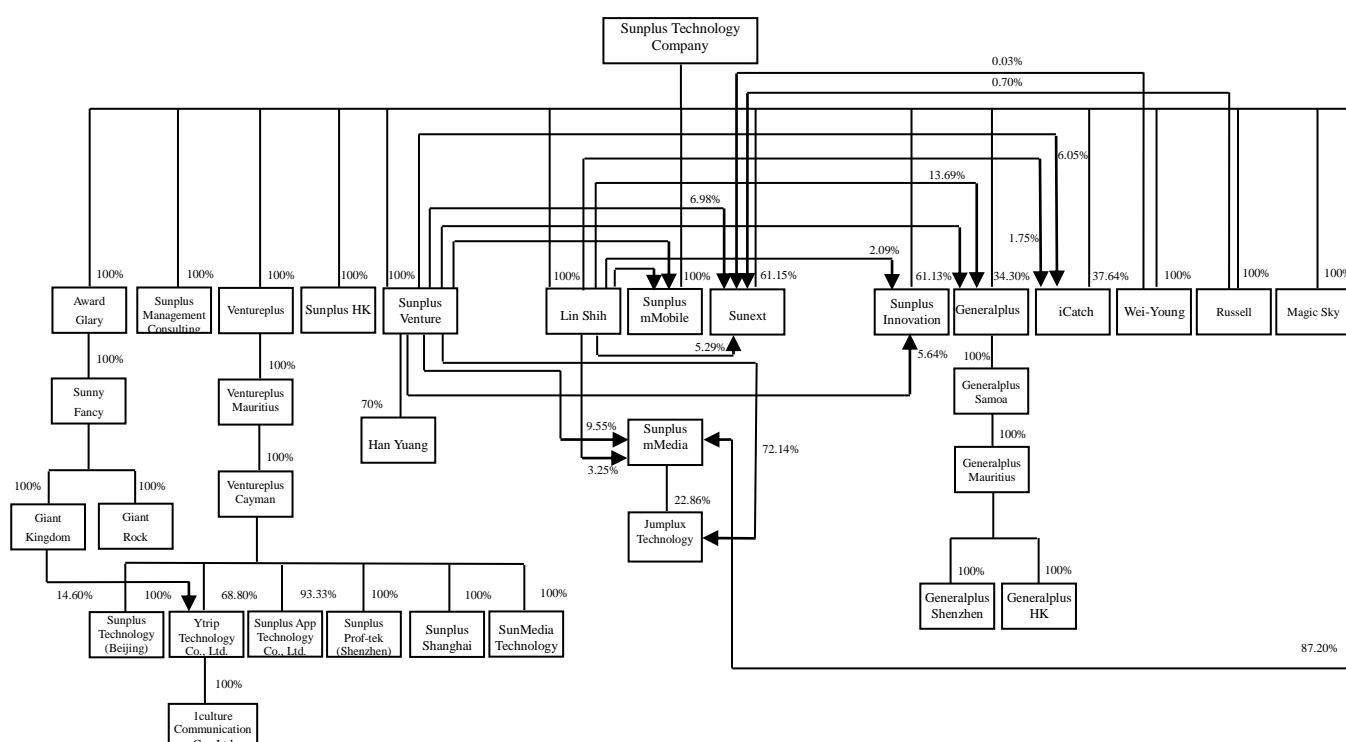 Sunplus Technology
Company
0.03%
0.70%
6.05%
13.69%
6.98%
1.75%
2.09%
100%
100%
100%
100%
100%
100%
100%
61.15%
61.13%
34.30%
37.64%
100%
100%
100%
Award
Glary
Sunplus
Management
Consulting
Ventureplus
Sunplus HK
Sunplus
Venture
Lin Shih
Sunplus
mMobile
Sunext
Sunplus
Innovation
Generalplus
iCatch
Wei-Young
Russell
Magic Sky
5.29%
5.64%
100%
100%
100%
Sunny
Fancy
Ventureplus
Mauritius
70%
Han Yuang
9.55%
3.25%
Sunplus
mMedia
72.14%
Generalplus
Samoa
100%
100%
Generalplus
Mauritius
100%
100%
Ventureplus
Cayman
22.86%
Giant
Kingdom
Giant
Rock
Jumplux
Technology
14.60%
100%
68.80%
93.33%
100%
100%
100%
100%
100%
Sunplus
Technology
(Beijing)
Ytrip
Technology
Co., Ltd.
Sunplus App
Technology
Co., Ltd.
Sunplus
Prof-tek
(Shenzhen)
Sunplus
Shanghai
SunMedia
Technology
Generalplus
Shenzhen
Generalplus
HK
87.20%
100%
1culture
Communication